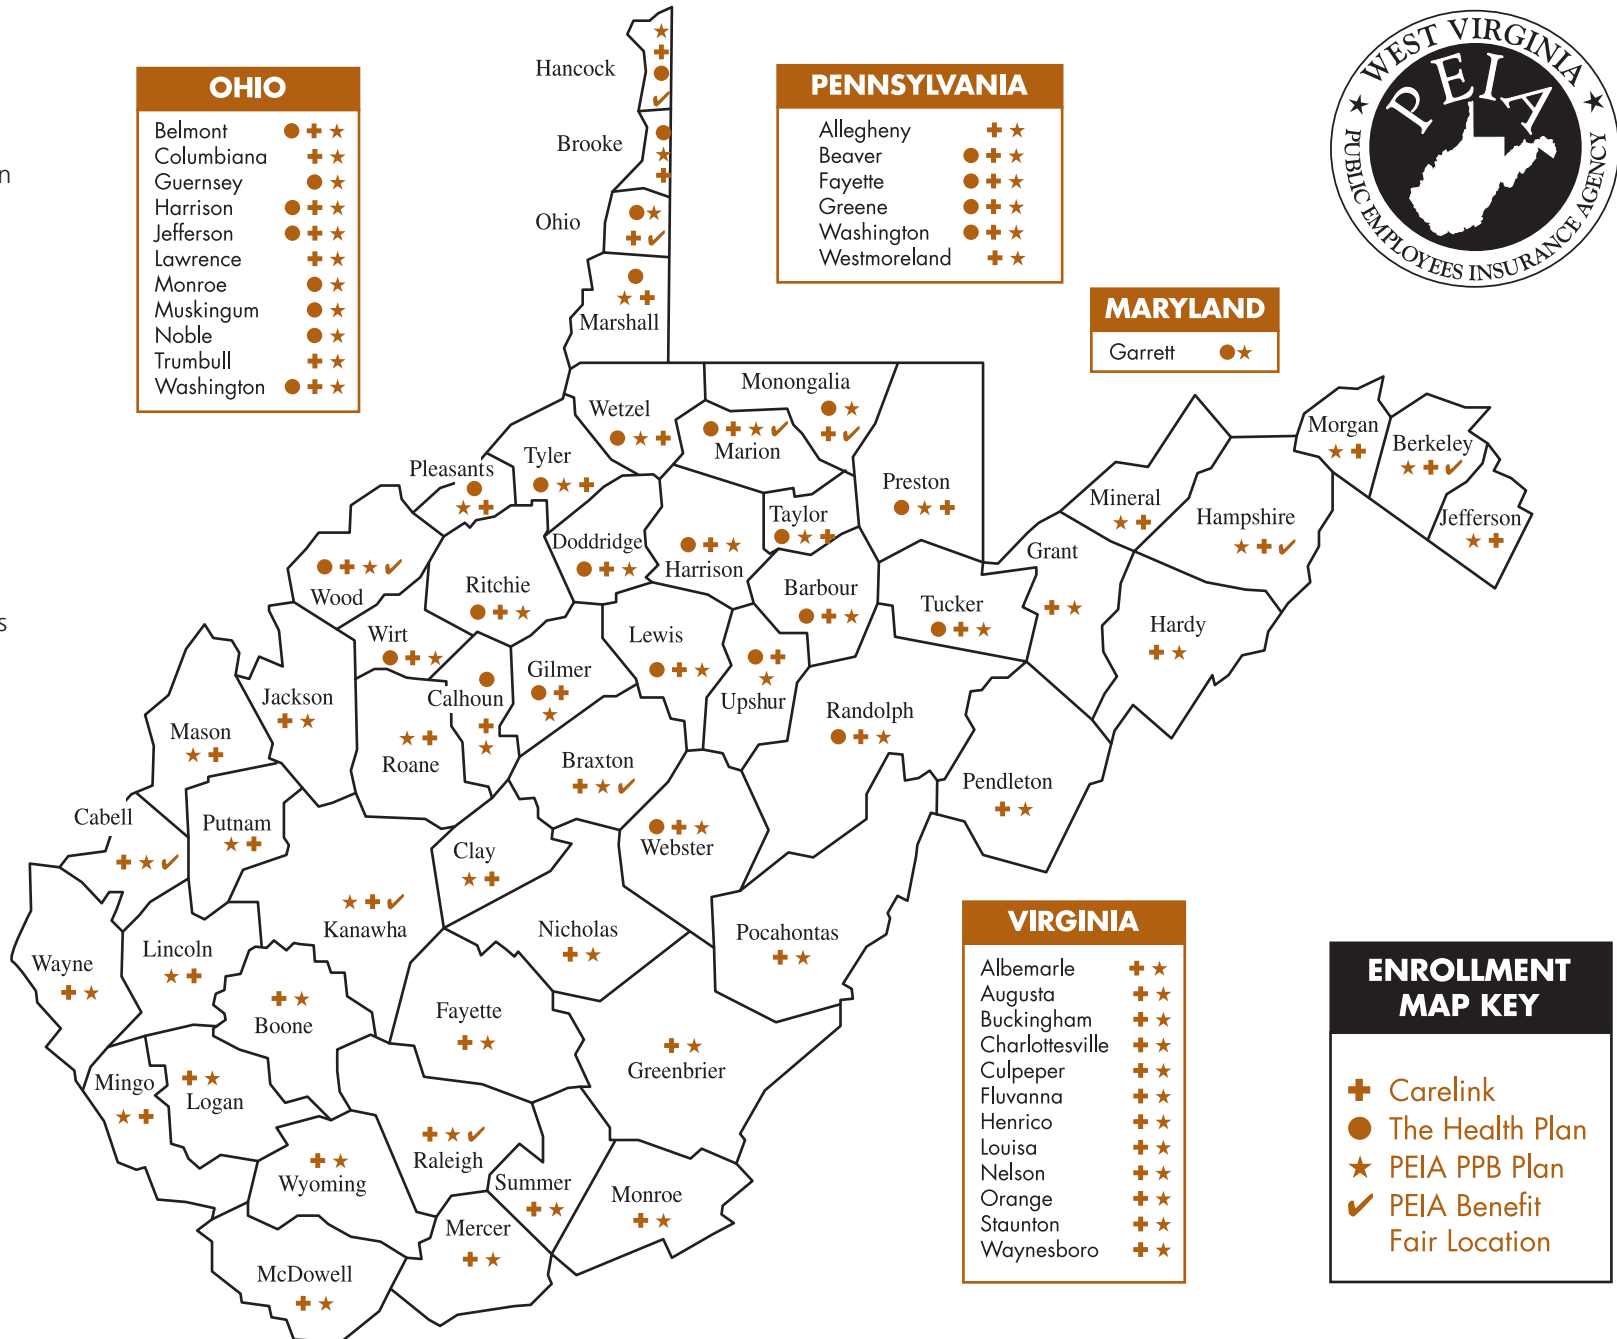 WEST VIRGINIA
PEIA
PUBLIC EMPLOYEES INSURANCE AGENCY
OHIO
Belmont
Columbiana
Guernsey
Harrison
Jefferson
Lawrence
Monroe
Muskingum
Noble
Trumbull
Washington
PENNSYLVANIA
Allegheny
Beaver
Fayette
Greene
Washington
Westmoreland
MARYLAND
Garrett
n
s
Hancock
Brooke
Ohio
Marshall
Wetzel
Monongalia
Marion
Tyler
Pleasants
Preston
Taylor
Doddridge
Harrison
Wood
Ritchie
Barbour
Tucker
Grant
Mineral
Hampshire
Morgan
Berkeley
Jefferson
Hardy
Wirt
Lewis
Gilmer
Calhoun
Upshur
Randolph
Jackson
Mason
Roane
Braxton
Pendleton
Cabell
Putnam
Clay
Webster
Kanawha
Nicholas
Pocahontas
Wayne
Lincoln
Boone
Fayette
Greenbrier
Mingo
Logan
Raleigh
Wyoming
Summer
Monroe
Mercer
McDowell
VIRGINIA
Albemarle
Augusta
Buckingham
Charlottesville
Culpeper
Fluvanna
Henrico
Louisa
Nelson
Orange
Staunton
Waynesboro
ENROLLMENT
MAP KEY
Carelink
The Health Plan
PEIA PPB Plan
PEIA Benefit
Fair Location